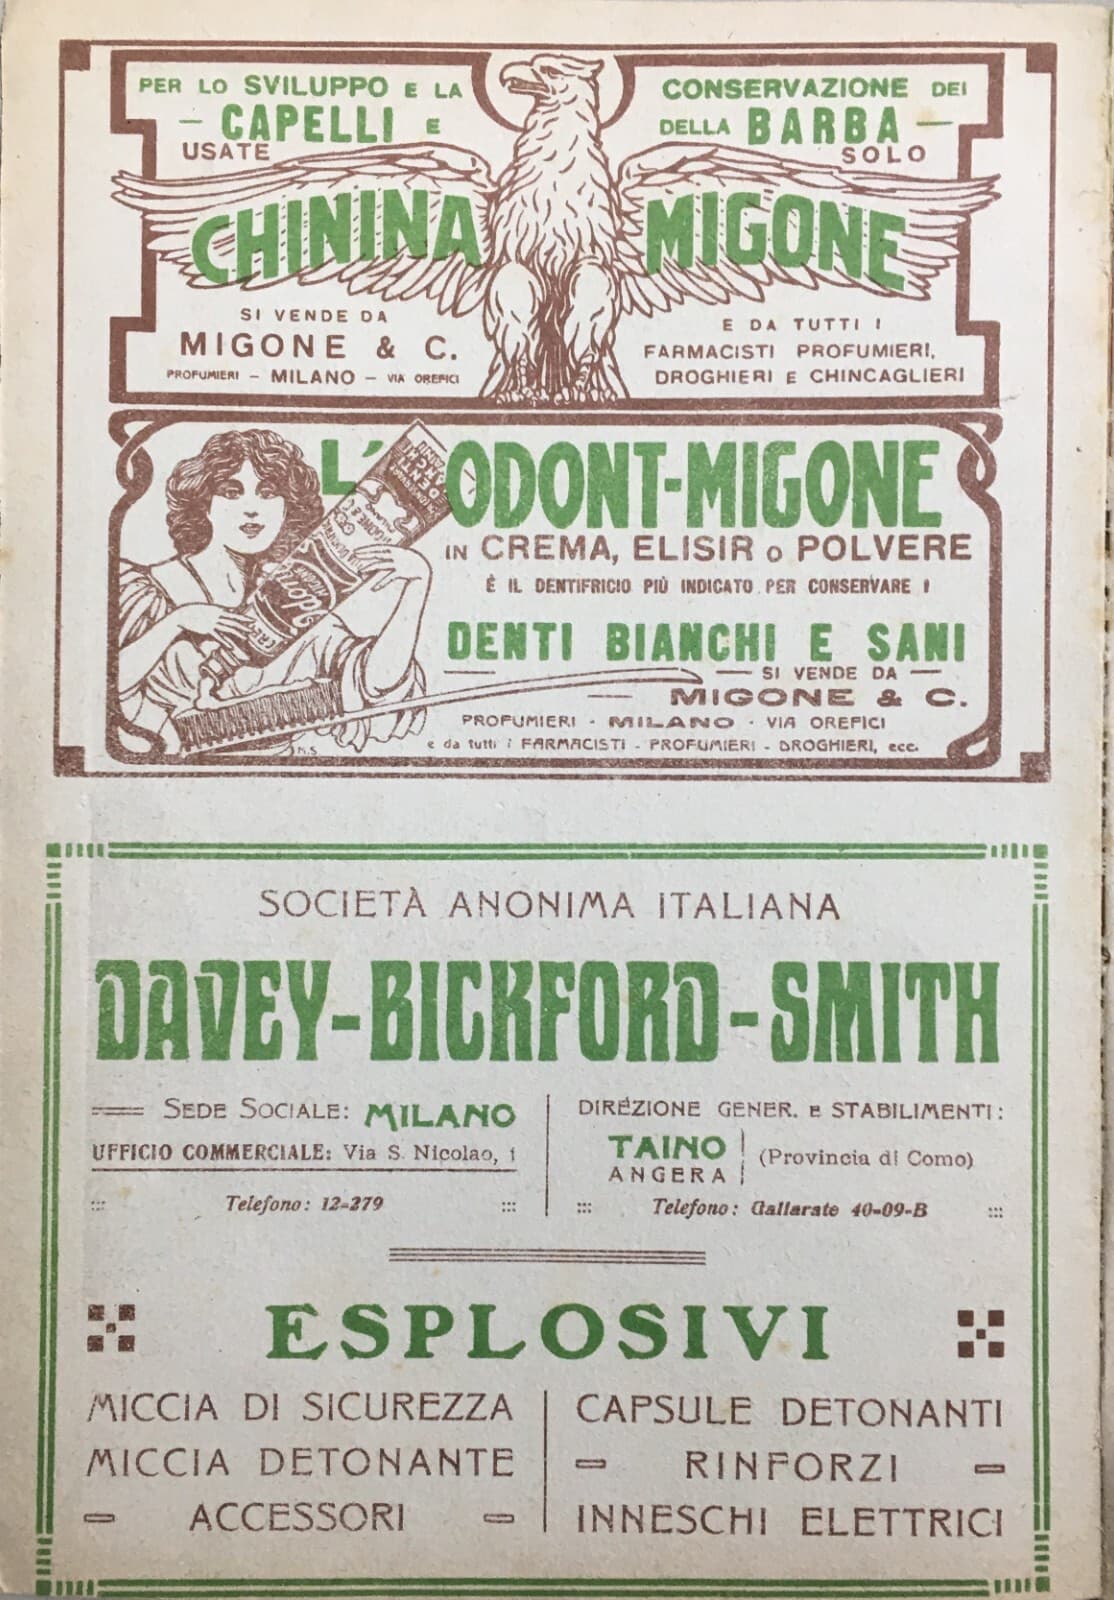 PER LO SVILUPPO E LA CONSERVAZIONE DEI
- CAPELLI E DELLA BARBA -
USATE SOLO
CHININA MIGONE
SI VENDE DA
MIGONE & C.
PROFUMIERI - MILANO - VIA OREFICI
E DA TUTTI I
FARMACISTI PROFUMIERI,
DROGHIERI E CHINCAGLIERI
L'ODONT-MIGONE
IN CREMA, ELISIR O POLVERE
È IL DENTIFRICIO PIÙ INDICATO PER CONSERVARE I
DENTI BIANCHI E SANI
SI VENDE DA
MIGONE & C.
PROFUMIERI - MILANO - VIA OREFICI
e da tutti i FARMACISTI - PROFUMIERI - DROGHIERI, ecc.
SOCIETÀ ANONIMA ITALIANA
DAVEY-BICKFORD-SMITH
SEDE SOCIALE: MILANO
UFFICIO COMMERCIALE: Via S. Nicolao, 1
Telefono: 12-279
DIREZIONE GENER. E STABILIMENTI:
TAINO
ANGERA
(Provincia di Como)
Telefono: Gallarate 40-09-B
ESPLOSIVI
MICCIA DI SICUREZZA
MICCIA DETONANTE
- ACCESSORI -
CAPSULE DETONANTI
- RINFORZI -
INNESCHI ELETTRICI